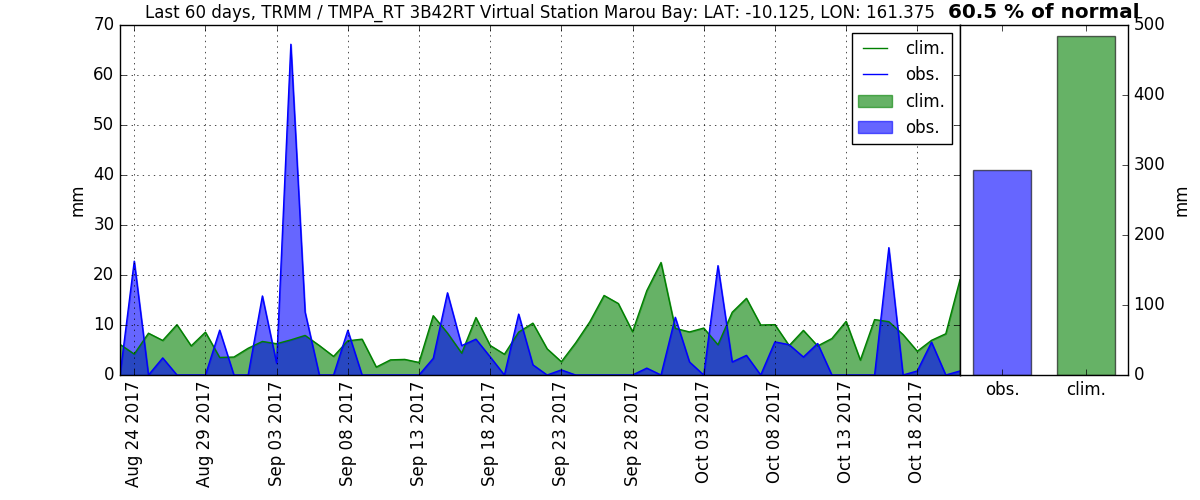 Last 60 days, TRMM / TMPA_RT 3B42RT Virtual Station Marou Bay: LAT: -10.125, LON: 161.375 60.5 % of normal
70
60
50
40
30
20
10
0
mm
clim.
obs.
clim.
obs.
Aug 24 2017
Aug 29 2017
Sep 03 2017
Sep 08 2017
Sep 13 2017
Sep 18 2017
Sep 23 2017
Sep 28 2017
Oct 03 2017
Oct 08 2017
Oct 13 2017
Oct 18 2017
500
400
300
200
100
0
mm
obs. clim.